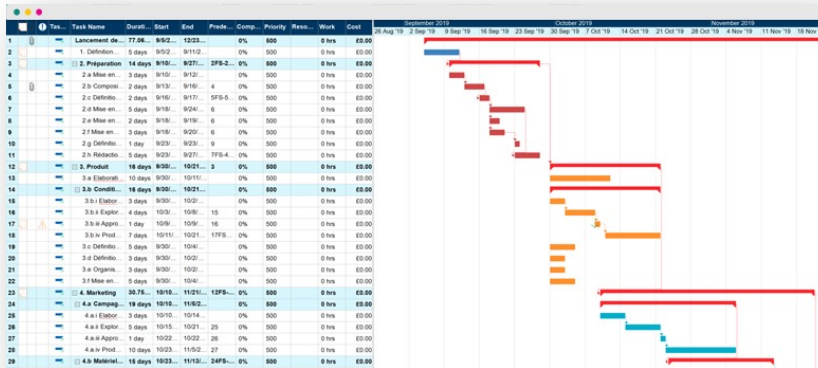 September 2019 October 2019 November 2019
Tas... Task Name Durati... Start End Prede... Comp... Priority Reso... Work Cost 26 Aug '19 2 Sep '19 9 Sep '19 16 Sep '19 23 Sep '19 30 Sep '19 7 Oct '19 14 Oct '19 21 Oct '19 28 Oct '19 4 Nov '19 11 Nov '19 18 Nov
1 Lancement de... 77.06... 9/5/2... 12/23... 0% 500 0 hrs £0.00
2 1. Définition... 5 days 9/5/2... 9/11/2... 0% 500 0 hrs £0.00
3 2. Préparation 14 days 9/10/... 9/27/... 2FS-2... 0% 500 0 hrs £0.00
4 2.a Mise en... 3 days 9/10/... 9/12/... 0% 500 0 hrs £0.00
5 2.b Composi... 2 days 9/13/... 9/16/... 4 0% 500 0 hrs £0.00
6 2.c Définitio... 2 days 9/16/... 9/17/... 5FS-5... 0% 500 0 hrs £0.00
7 2.d Mise en... 5 days 9/18/... 9/24/... 6 0% 500 0 hrs £0.00
8 2.e Mise en... 2 days 9/18/... 9/19/... 6 0% 500 0 hrs £0.00
9 2.f Mise en... 3 days 9/18/... 9/20/... 6 0% 500 0 hrs £0.00
10 2.g Définitio... 1 day 9/23/... 9/23/... 9 0% 500 0 hrs £0.00
11 2.h Rédactio... 5 days 9/23/... 9/27/... 7FS-4... 0% 500 0 hrs £0.00
12 3. Produit 16 days 9/30/... 10/21... 3 0% 500 0 hrs £0.00
13 3.a Elaborati... 10 days 9/30/... 10/11/... 0% 500 0 hrs £0.00
14 3.b Conditi... 16 days 9/30/... 10/21... 0% 500 0 hrs £0.00
15 3.b.i Elabor... 3 days 9/30/... 10/2/... 0% 500 0 hrs £0.00
16 3.b.ii Explor... 4 days 10/3/... 10/8/... 15 0% 500 0 hrs £0.00
17 3.b.iii Appro... 1 day 10/9/... 10/9/... 16 0% 500 0 hrs £0.00
18 3.b.iv Prod... 7 days 10/11/... 10/21... 17FS... 0% 500 0 hrs £0.00
19 3.c Définitio... 5 days 9/30/... 10/4/... 0% 500 0 hrs £0.00
20 3.d Définitio... 3 days 9/30/... 10/2/... 0% 500 0 hrs £0.00
21 3.e Organis... 3 days 9/30/... 10/2/... 0% 500 0 hrs £0.00
22 3.f Mise en... 5 days 9/30/... 10/4/... 0% 500 0 hrs £0.00
23 4. Marketing 30.75... 10/10... 11/21/... 12FS-... 0% 500 0 hrs £0.00
24 4.a Campag... 19 days 10/10... 11/5/2... 0% 500 0 hrs £0.00
25 4.a.i Elabor... 3 days 10/10... 10/14... 0% 500 0 hrs £0.00
26 4.a.ii Explor... 5 days 10/15... 10/21... 25 0% 500 0 hrs £0.00
27 4.a.iii Appro... 1 day 10/22... 10/22... 26 0% 500 0 hrs £0.00
28 4.a.iv Prod... 10 days 10/23... 11/5/2... 27 0% 500 0 hrs £0.00
29 4.b Matériel... 15 days 10/23... 11/13/... 24FS-... 0% 500 0 hrs £0.00